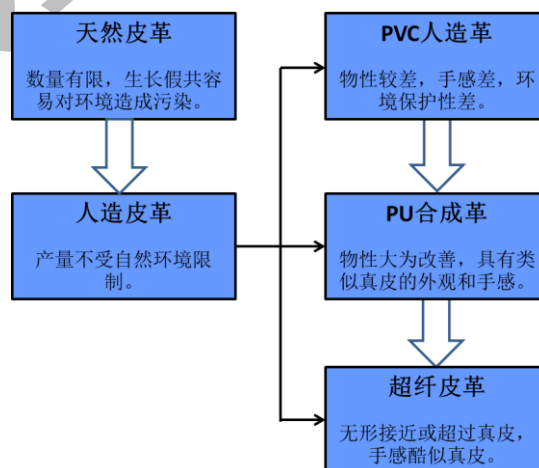 天然皮革
数量有限，生长假共容
易对环境造成污染。
人造皮革
产量不受自然环境限
制。
PVC人造革
物性较差，手感差，环
境保护性差。
PU合成革
物性大为改善，具有类
似真皮的外观和手感。
超纤皮革
无形接近或超过真皮，
手感酷似真皮。